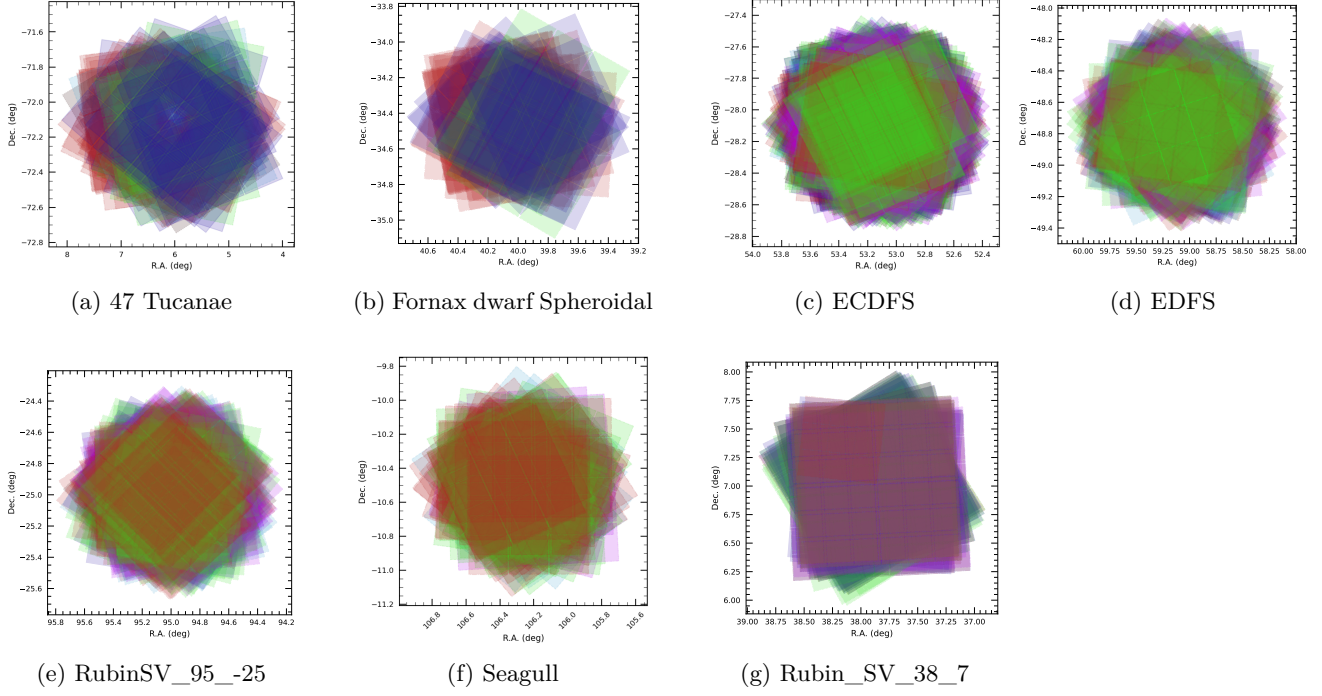 −71.6
−71.8
−72.0
−72.2
−72.4
−72.6
−72.8
Dec. (deg)
8 7 6 5 4
R.A. (deg)
(a) 47 Tucanae
−33.8
−34.0
−34.2
−34.4
−34.6
−34.8
−35.0
Dec. (deg)
40.6 40.4 40.2 40.0 39.8 39.6 39.4 39.2
R.A. (deg)
(b) Fornax dwarf Spheroidal
−27.4
−27.6
−27.8
−28.0
−28.2
−28.4
−28.6
−28.8
Dec. (deg)
54.0 53.8 53.6 53.4 53.2 53.0 52.8 52.6 52.4
R.A. (deg)
(c) ECDFS
−48.0
−48.2
−48.4
−48.6
−48.8
−49.0
−49.2
−49.4
Dec. (deg)
60.00 59.75 59.50 59.25 59.00 58.75 58.50 58.25 58.00
R.A. (deg)
(d) EDFS
−24.4
−24.6
−24.8
−25.0
−25.2
−25.4
−25.6
Dec. (deg)
95.8 95.6 95.4 95.2 95.0 94.8 94.6 94.4 94.2
R.A. (deg)
(e) RubinSV_95_-25
−9.8
−10.0
−10.2
−10.4
−10.6
−10.8
−11.0
−11.2
Dec. (deg)
106.8 106.6 106.4 106.2 106.0 105.8 105.6
R.A. (deg)
(f) Seagull
8.00
7.75
7.50
7.25
7.00
6.75
6.50
6.25
6.00
Dec. (deg)
39.00 38.75 38.50 38.25 38.00 37.75 37.50 37.25 37.00
R.A. (deg)
(g) Rubin_SV_38_7